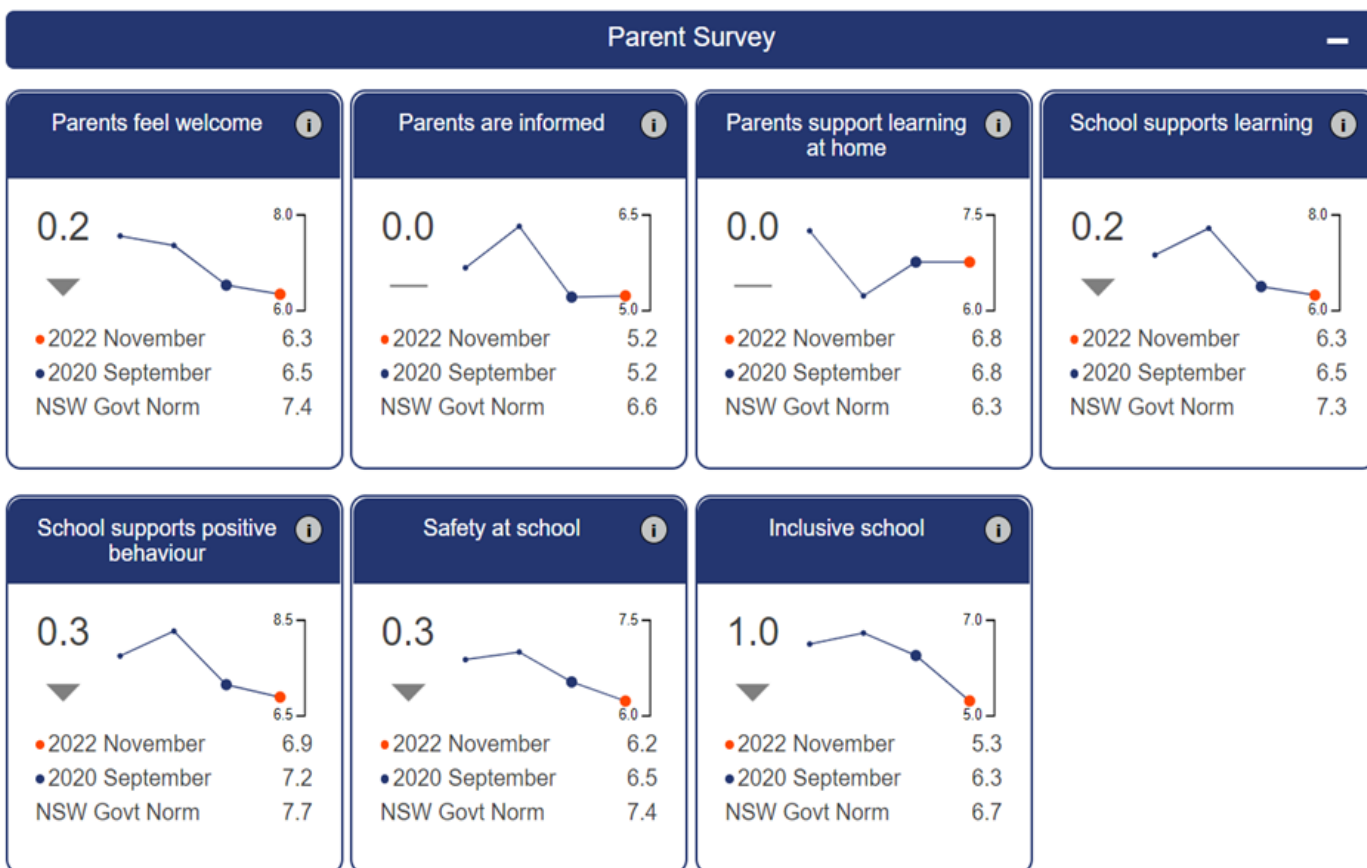 Parent Survey
Parents feel welcome
i
0.2
8.0
6.0
2022 November 6.3
2020 September 6.5
NSW Govt Norm 7.4
Parents are informed
i
0.0
6.5
5.0
2022 November 5.2
2020 September 5.2
NSW Govt Norm 6.6
Parents support learning
at home
i
0.0
7.5
6.0
2022 November 6.8
2020 September 6.8
NSW Govt Norm 6.3
School supports learning
i
0.2
8.0
6.0
2022 November 6.3
2020 September 6.5
NSW Govt Norm 7.3
School supports positive
behaviour
i
0.3
8.5
6.5
2022 November 6.9
2020 September 7.2
NSW Govt Norm 7.7
Safety at school
i
0.3
7.5
6.0
2022 November 6.2
2020 September 6.5
NSW Govt Norm 7.4
Inclusive school
i
1.0
7.0
5.0
2022 November 5.3
2020 September 6.3
NSW Govt Norm 6.7